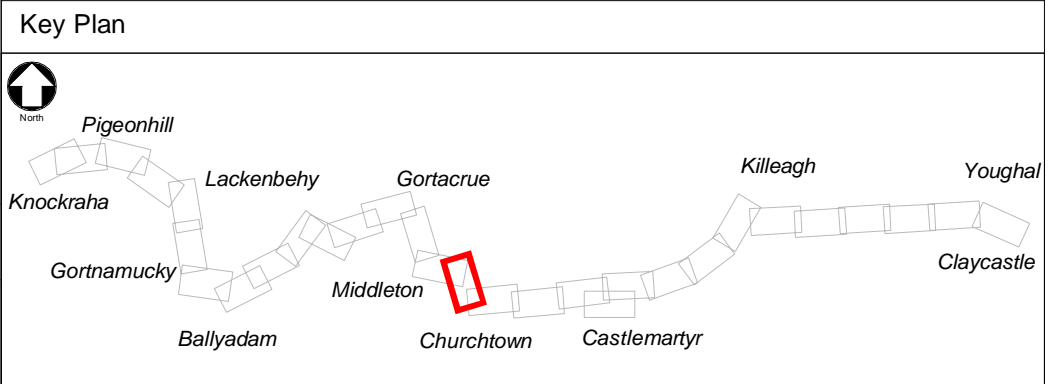 Key Plan
North
Pigeonhill
Knockraha
Lackenbehy
Gortacrue
Killeagh
Youghal
Gortnamucky
Middleton
Claycastle
Ballyadam
Churchtown
Castlemartyr